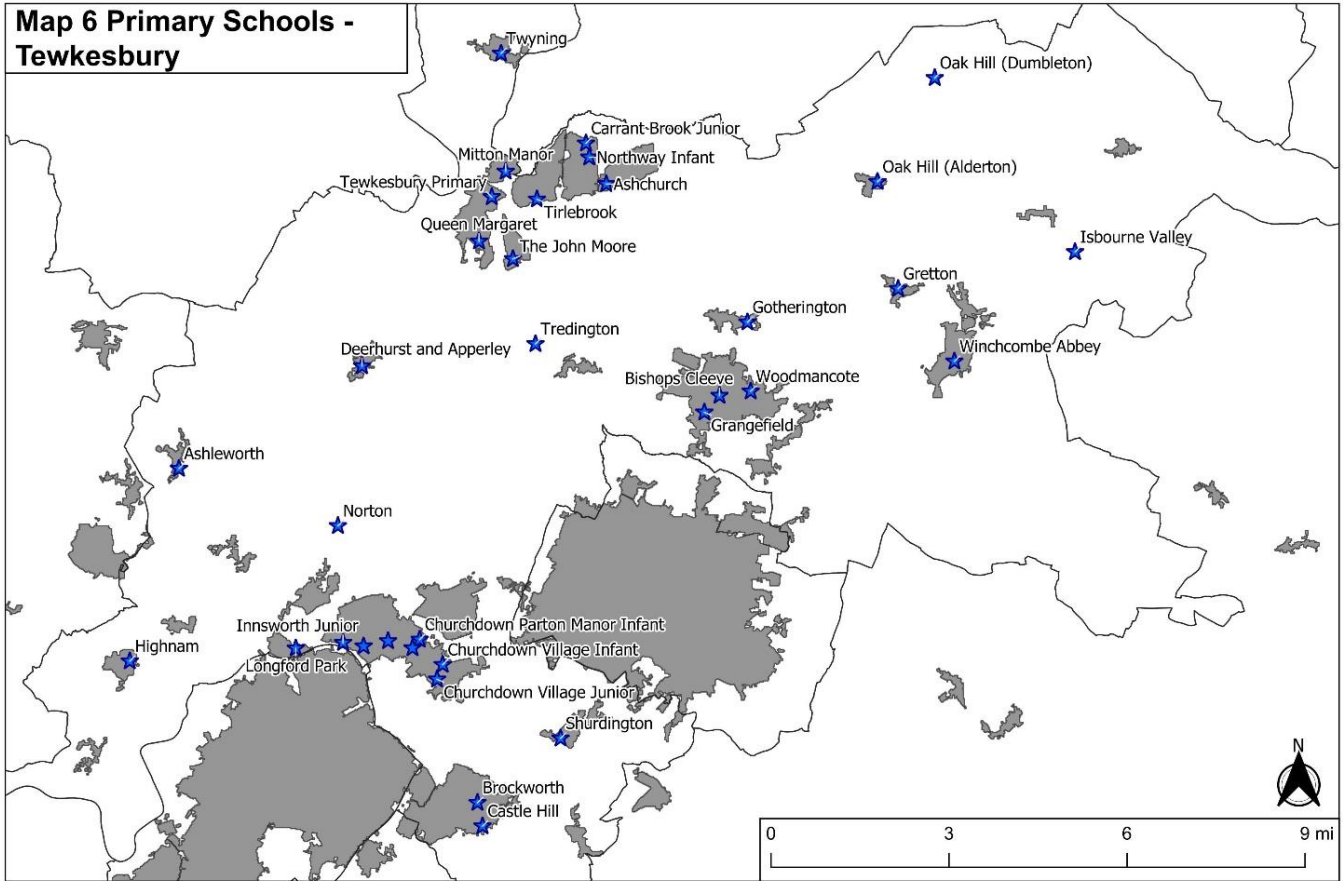 Map 6 Primary Schools -
Tewkesbury
Twyning
Oak Hill (Dumbleton)
Carrant Brook Junior
Mitton Manor
Northway Infant
Oak Hill (Alderton)
Tewkesbury Primary
Ashchurch
Tirlebrook
Queen Margaret
The John Moore
Isbourne Valley
Gretton
Gotherington
Tredington
Deerhurst and Apperley
Winchcombe Abbey
Bishops Cleeve
Woodmancote
Grangefield
Ashleworth
Norton
Innsworth Junior
Churchdown Parton Manor Infant
Highnam
Churchdown Village Infant
Longford Park
Churchdown Village Junior
Shurdington
Brockworth
Castle Hill
N
0 3 6 9 mi